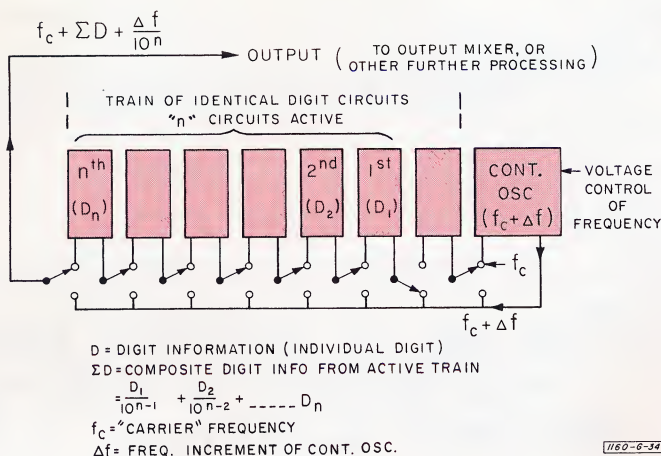 f_c + ΣD + Δf/10^n
OUTPUT ( TO OUTPUT MIXER, OR
OTHER FURTHER PROCESSING )
TRAIN OF IDENTICAL DIGIT CIRCUITS
"n" CIRCUITS ACTIVE
n^th (D_n)
2^nd (D_2)
1^st (D_1)
CONT.
OSC
(f_c + Δf)
VOLTAGE
CONTROL
OF
FREQUENCY
f_c
f_c + Δf
D = DIGIT INFORMATION (INDIVIDUAL DIGIT)
ΣD = COMPOSITE DIGIT INFO FROM ACTIVE TRAIN
= D_1/10^n-1 + D_2/10^n-2 + ----- D_n
f_c = "CARRIER" FREQUENCY
Δf = FREQ. INCREMENT OF CONT. OSC.
1160-6-34